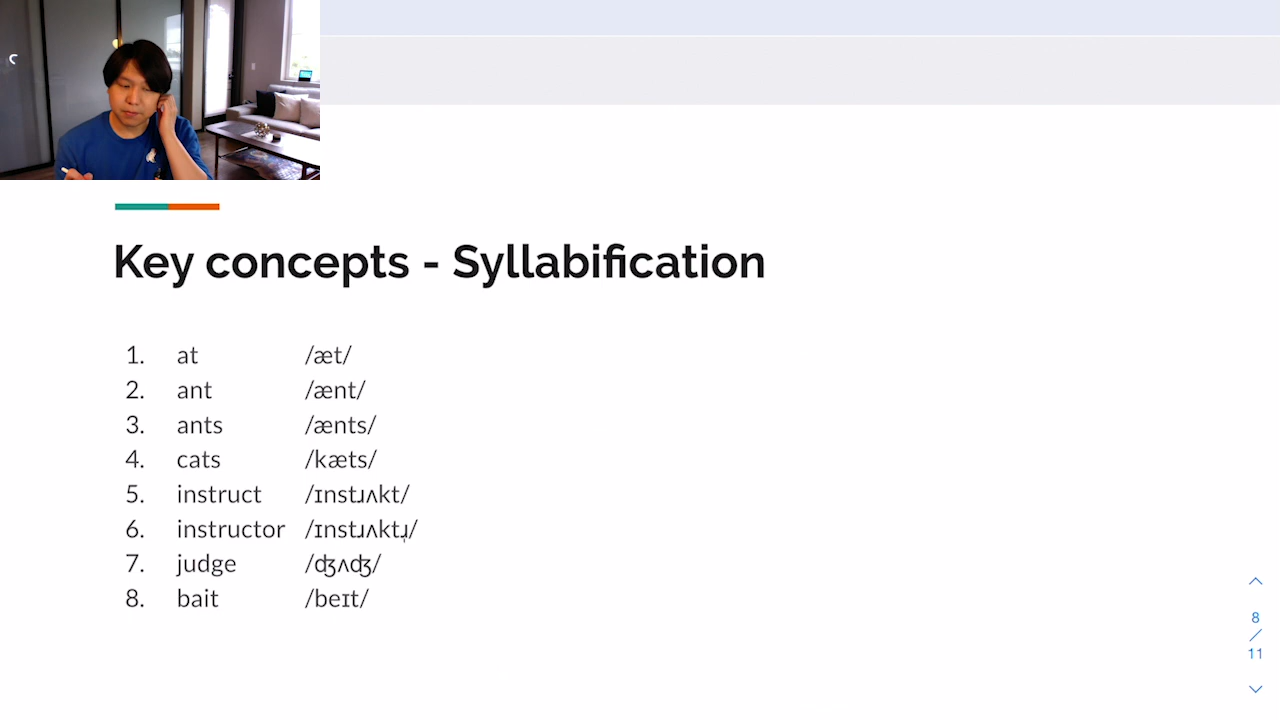 Key concepts - Syllabification
1. at /æt/
2. ant /ænt/
3. ants /ænts/
4. cats /kæts/
5. instruct /ɪnstɹʌkt/
6. instructor /ɪnstɹʌktɹ̩/
7. judge /ʤʌʤ/
8. bait /beɪt/
8
/
11